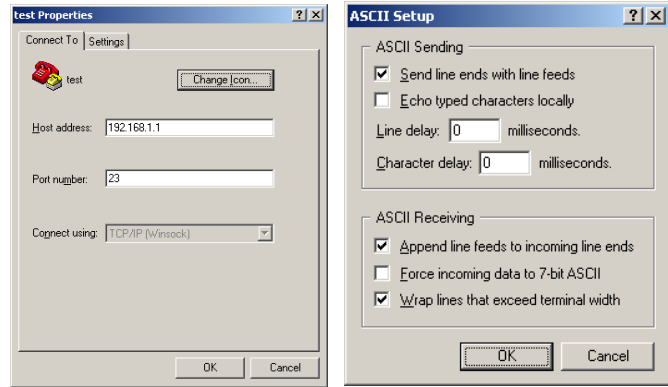 test Properties
Connect To
Settings
test
Change Icon...
Host address:
192.168.1.1
Port number:
23
Connect using:
TCP/IP (Winsock)
OK
Cancel
ASCII Setup
ASCII Sending
Send line ends with line feeds
Echo typed characters locally
Line delay: 0 milliseconds.
Character delay: 0 milliseconds.
ASCII Receiving
Append line feeds to incoming line ends
Force incoming data to 7-bit ASCII
Wrap lines that exceed terminal width
OK
Cancel